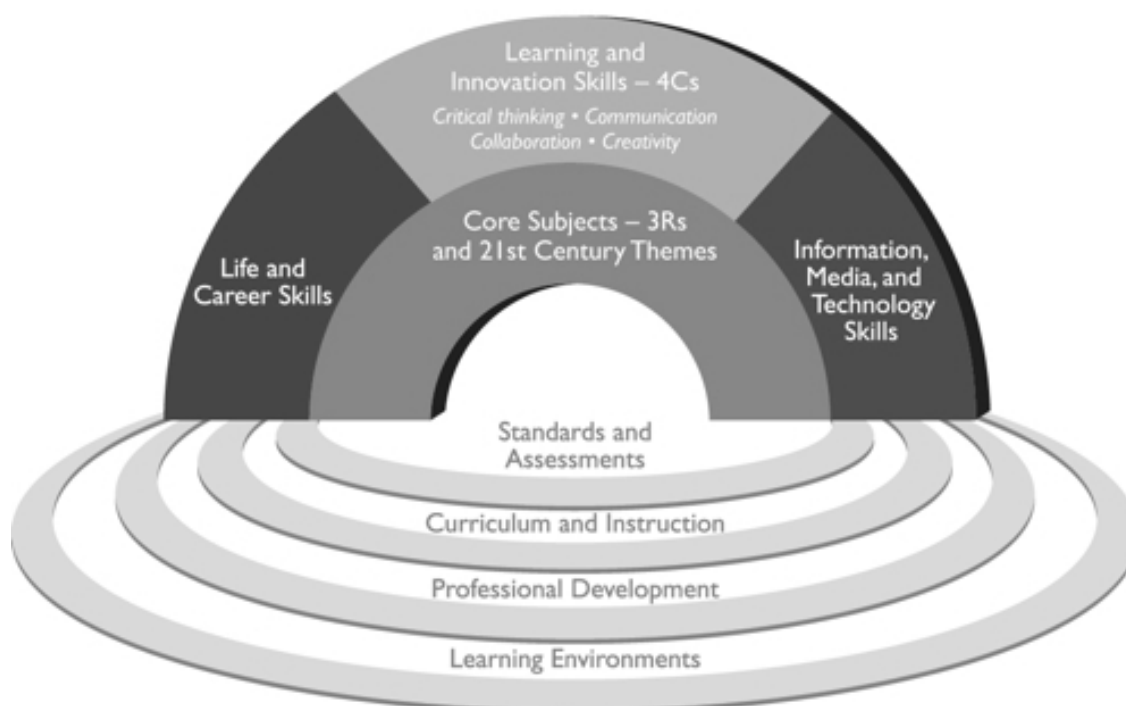 Learning and
Innovation Skills – 4Cs
Critical thinking • Communication
Collaboration • Creativity
Core Subjects – 3Rs
and 21st Century Themes
Life and
Career Skills
Information,
Media, and
Technology
Skills
Standards and
Assessments
Curriculum and Instruction
Professional Development
Learning Environments